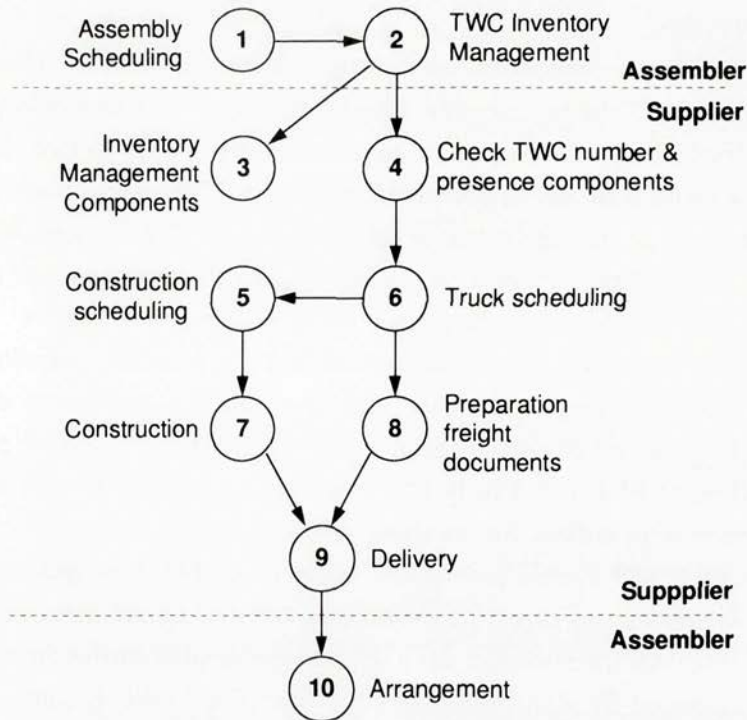 Assembly
Scheduling
1
2
TWC Inventory
Management
Assembler
Supplier
Inventory
Management
Components
3
4
Check TWC number &
presence components
Construction
scheduling
5
6
Truck scheduling
Construction
7
8
Preparation
freight
documents
9
Delivery
Suppplier
Assembler
10
Arrangement